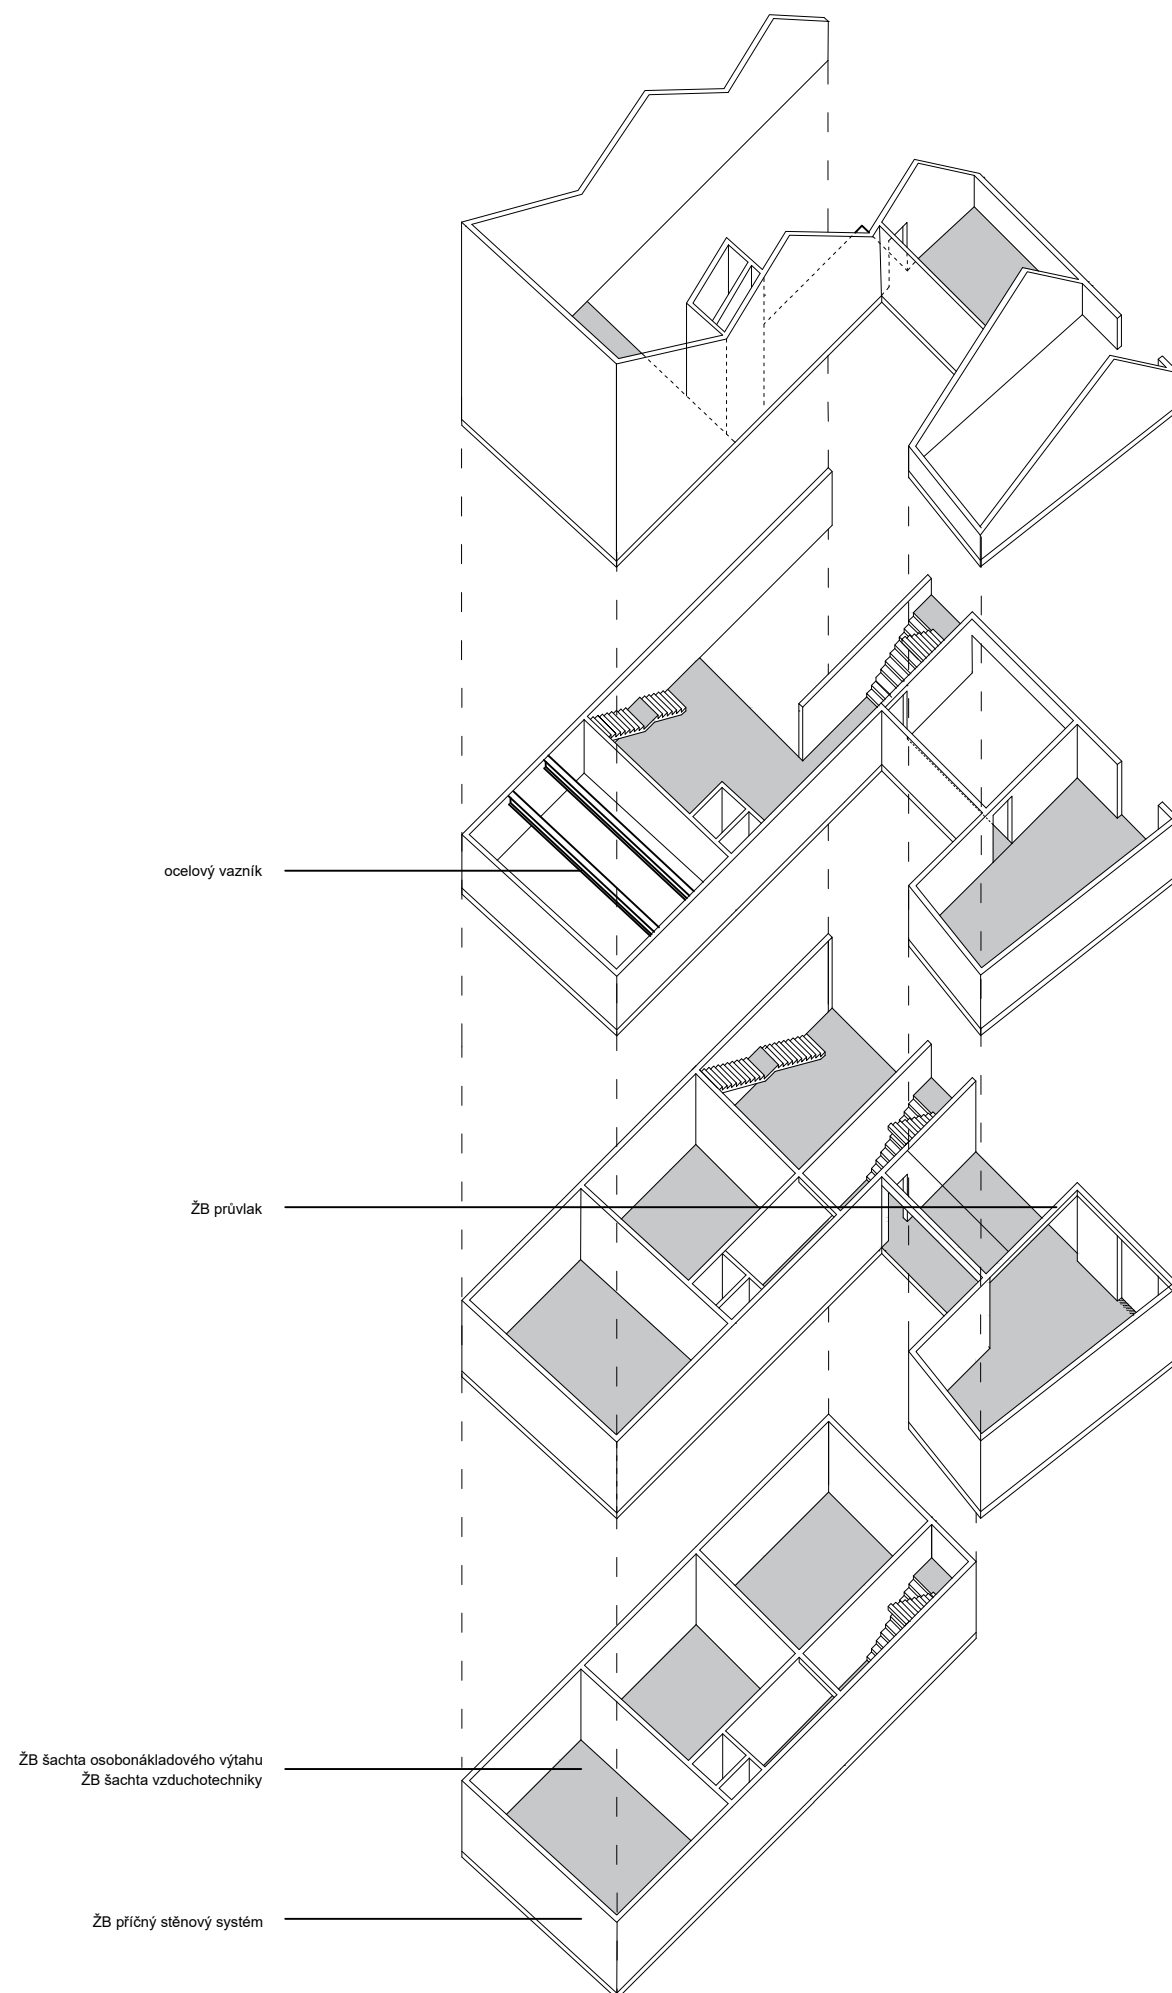 ocelový vazník
ŽB průvlak
ŽB šachta osobonákladového výtahu
ŽB šachta vzduchotechniky
ŽB příčný stěnový systém